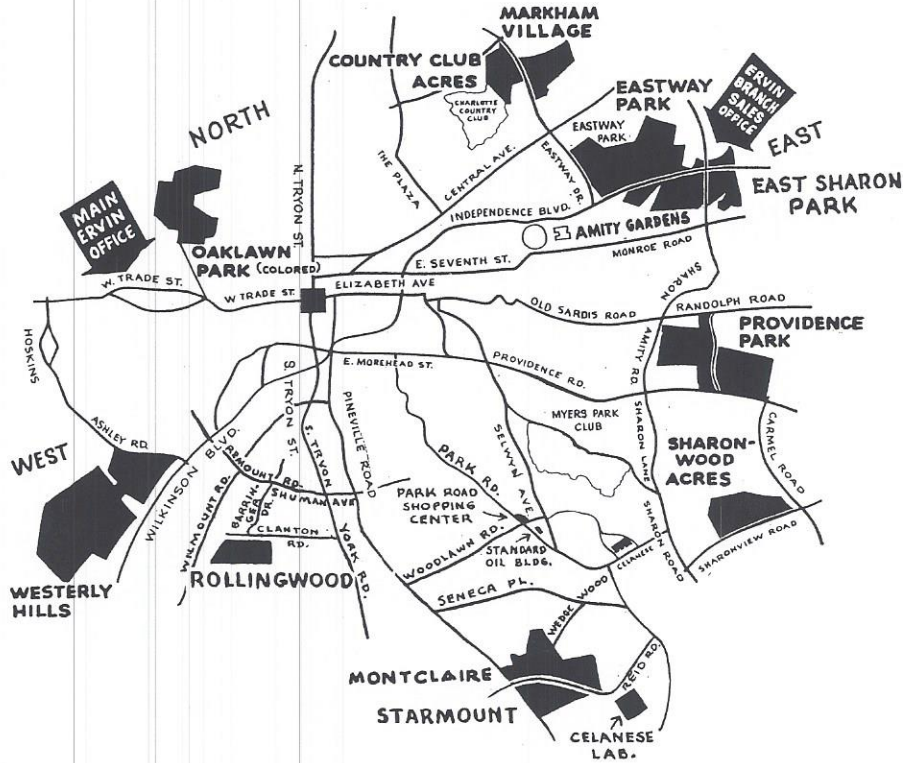 MARKHAM
VILLAGE
COUNTRY CLUB
ACRES
CHARLOTTE
COUNTRY
CLUB
EASTWAY
PARK
EASTWAY
PARK
ERVIN
BRANCH
SALES
OFFICE
NORTH
EAST
N. TRYON ST.
THE PLAZA
CENTRAL AVE.
EASTWAY DR.
EAST SHARON
PARK
MAIN
ERVIN
OFFICE
INDEPENDENCE BLVD.
AMITY GARDENS
MONROE ROAD
OAKLAWN
PARK (COLORED)
E. SEVENTH ST.
W. TRADE ST.
W TRADE ST.
ELIZABETH AVE
SHARON
AMITY RD.
OLD SARDIS ROAD
RANDOLPH ROAD
PROVIDENCE
PARK
HOSKINS
E. MOREHEAD ST.
PROVIDENCE RD.
S. TRYON ST.
PINEVILLE ROAD
MYERS PARK
CLUB
SHARON LANE
SHARON-
WOOD
ACRES
CARMEL ROAD
ASHLEY RD.
WEST
WILKINSON BLVD.
SHUMAN AVE
S. TRYON
PARK RD.
SELWYN AVE.
PARK ROAD
SHOPPING
CENTER
WILMOUNT RD.
CLANTON
RD.
YORK RD.
WOODLAWN RD.
STANDARD
OIL BLDG.
CELANESE
SHARON ROAD
SHARONVIEW ROAD
ROLLINGWOOD
WESTERLY
HILLS
SENECA PL.
WEDGEWOOD
MONTCLAIRE
REID RD.
STARMOUNT
CELANESE
LAB.